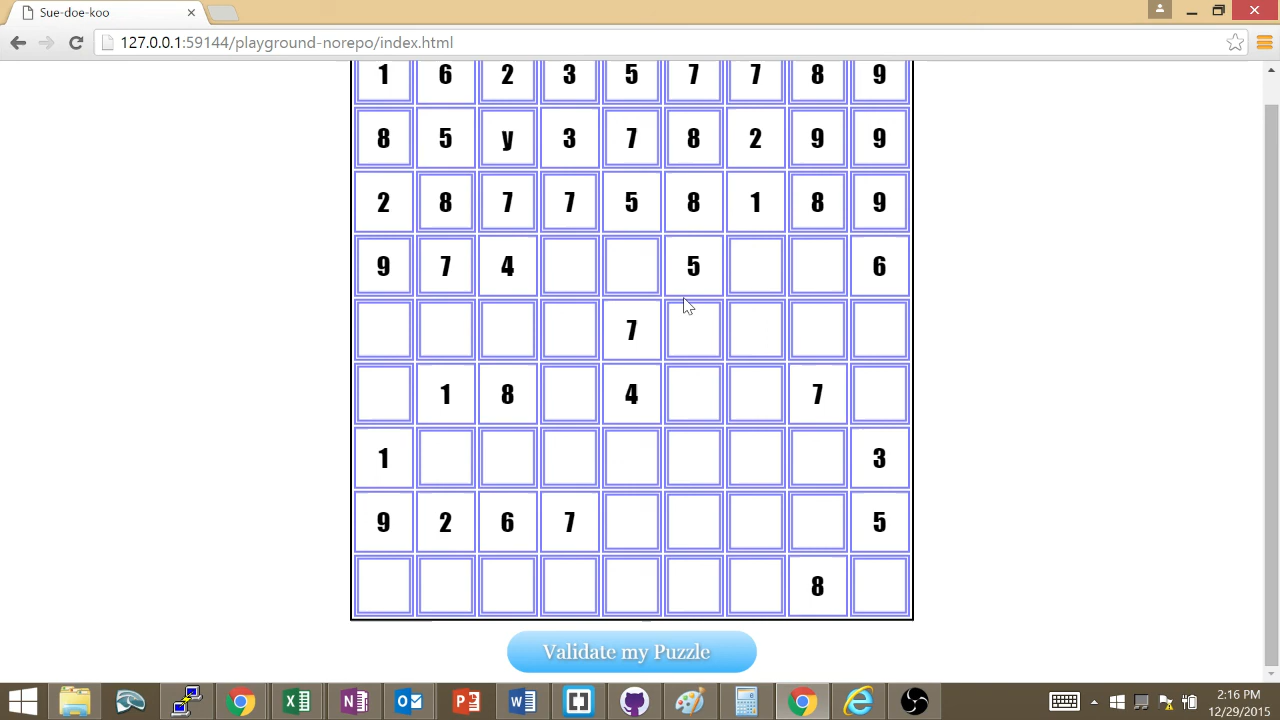 Sue-doe-koo
127.0.0.1:59144/playground-norepo/index.html
1 6 2 3 5 7 7 8 9
8 5 y 3 7 8 2 9 9
2 8 7 7 5 8 1 8 9
9 7 4 5 6
7
1 8 4 7
1 3
9 2 6 7 5
8
Validate my Puzzle
2:16 PM
12/29/2015